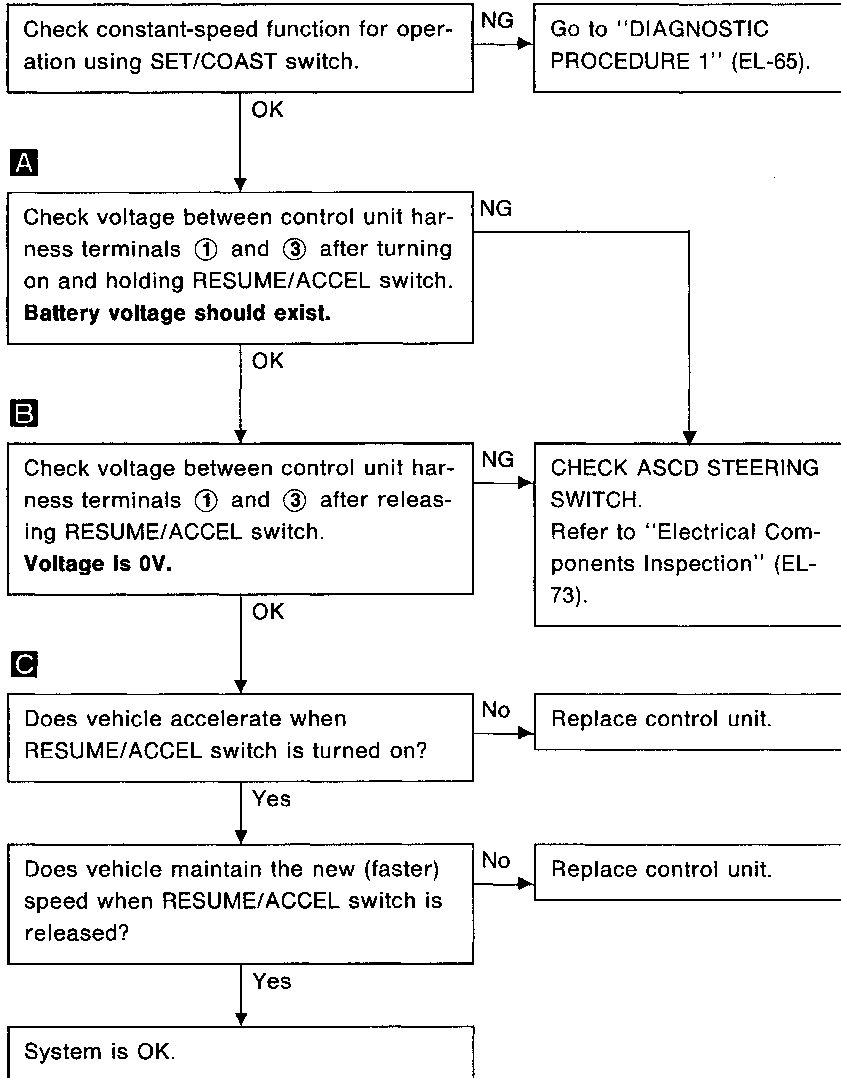 Check constant-speed function for oper-
ation using SET/COAST switch.
NG
Go to "DIAGNOSTIC
PROCEDURE 1" (EL-65).
OK
A
Check voltage between control unit har-
ness terminals ① and ③ after turning
on and holding RESUME/ACCEL switch.
Battery voltage should exist.
NG
OK
B
Check voltage between control unit har-
ness terminals ① and ③ after releas-
ing RESUME/ACCEL switch.
Voltage is 0V.
NG
CHECK ASCD STEERING
SWITCH.
Refer to "Electrical Com-
ponents Inspection" (EL-
73).
OK
C
Does vehicle accelerate when
RESUME/ACCEL switch is turned on?
No
Replace control unit.
Yes
Does vehicle maintain the new (faster)
speed when RESUME/ACCEL switch is
released?
No
Replace control unit.
Yes
System is OK.